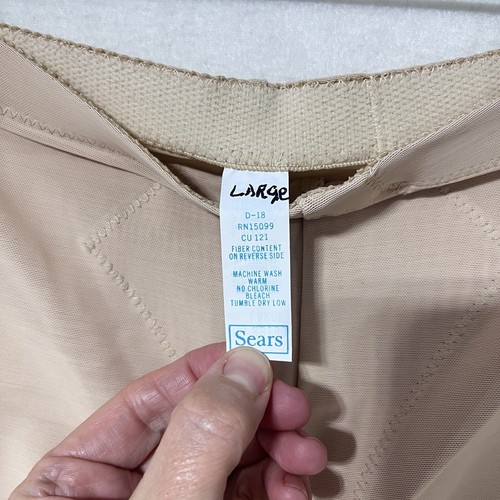 LARGE
D-18
RN15099
CU 121
FIBER CONTENT
ON REVERSE SIDE
MACHINE WASH
WARM
NO CHLORINE
BLEACH
TUMBLE DRY LOW
Sears